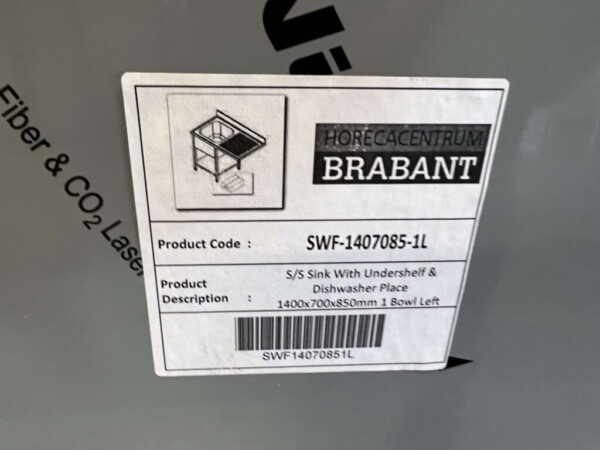 Fiber & CO2 Laser
HORECACENTRUM
BRABANT
Product Code : SWF-1407085-1L
Product Description : S/S Sink With Undershelf &
Dishwasher Place
1400x700x850mm 1 Bowl Left
SWF14070851L